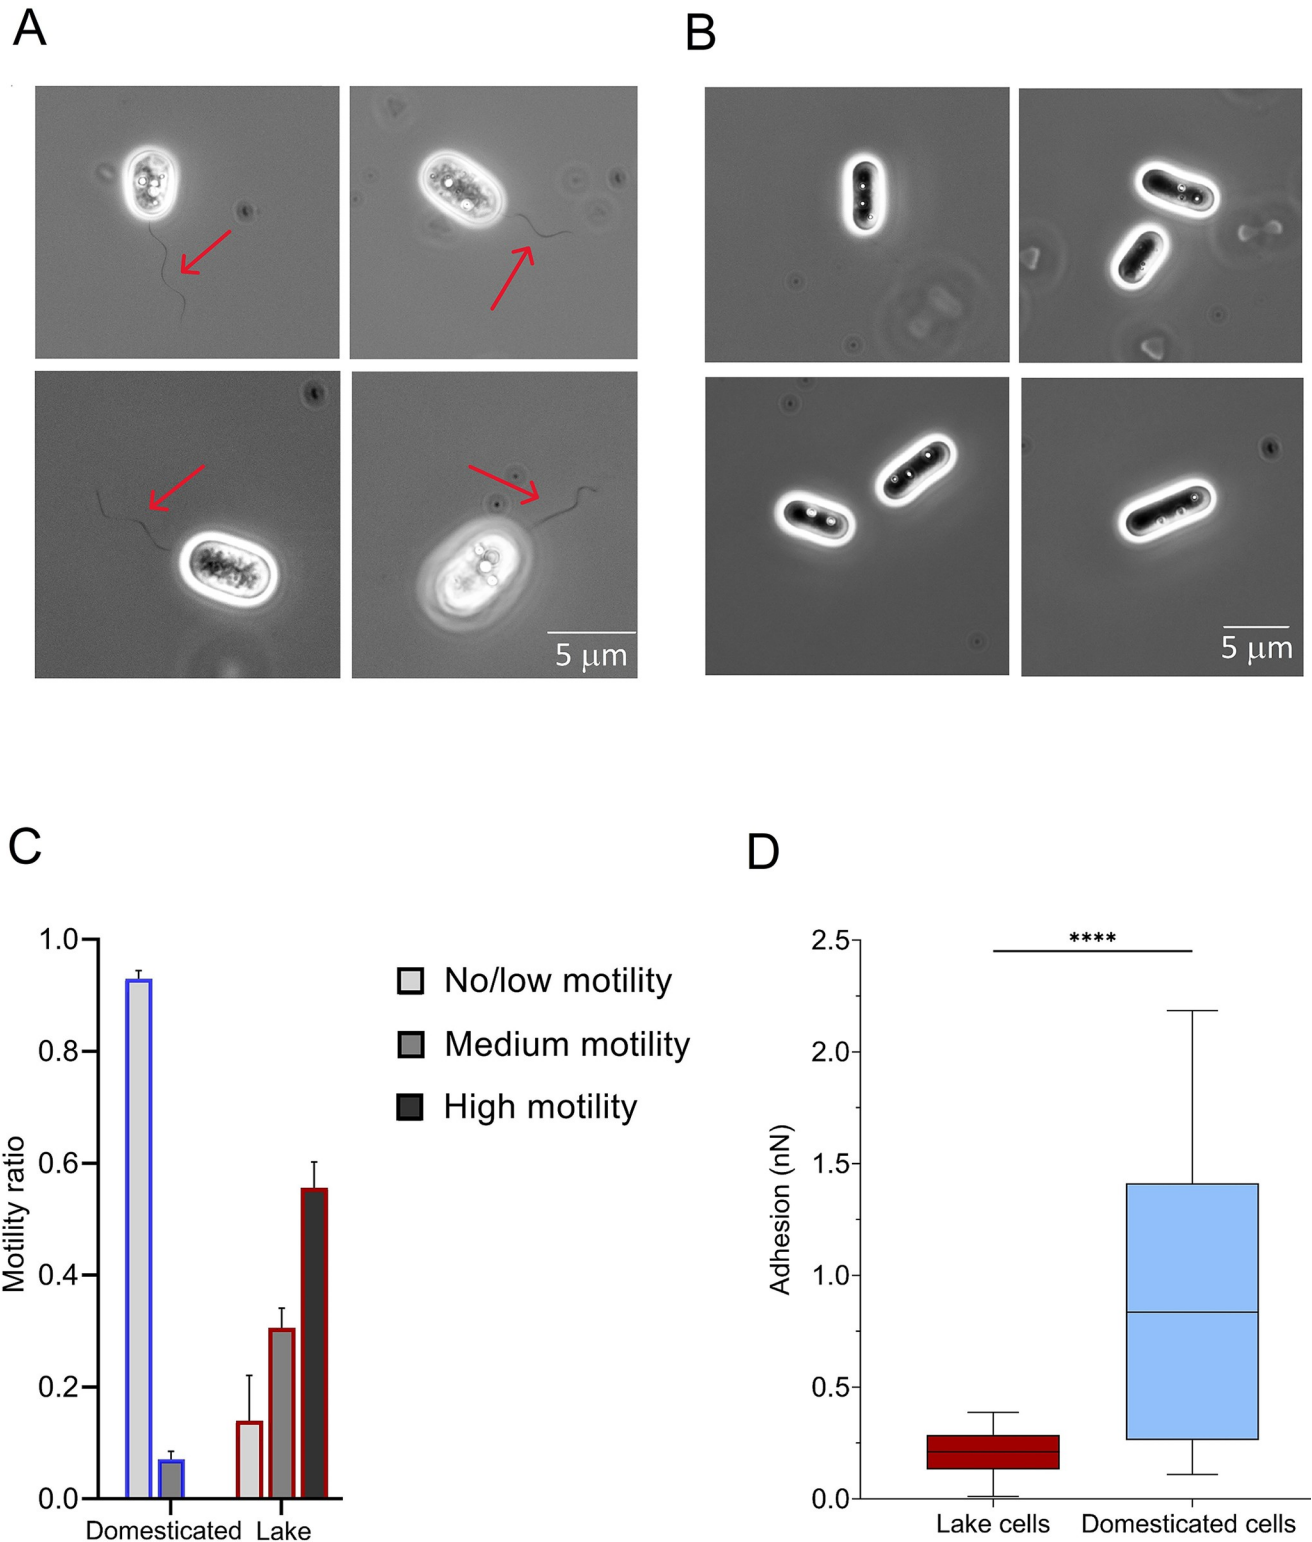 A
B
5 μm
5 μm
C
D
1.0
0.8
0.6
0.4
0.2
0.0
Motility ratio
Domesticated Lake
No/low motility
Medium motility
High motility
****
2.5
2.0
1.5
1.0
0.5
0.0
Adhesion (nN)
Lake cells Domesticated cells